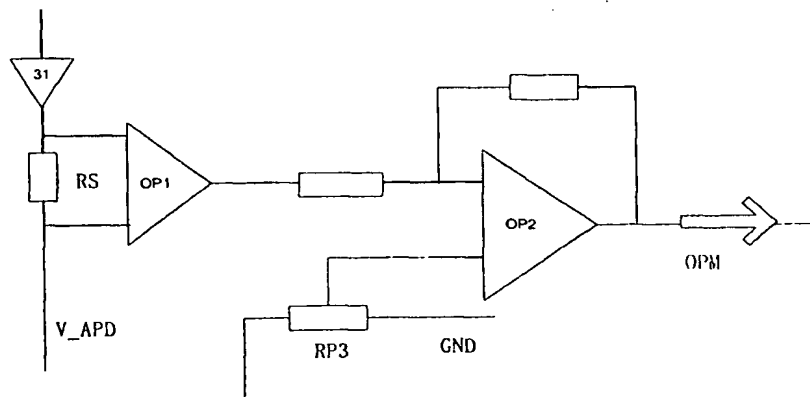 31
RS
OP1
OP2
OPM
V_APD
RP3
GND